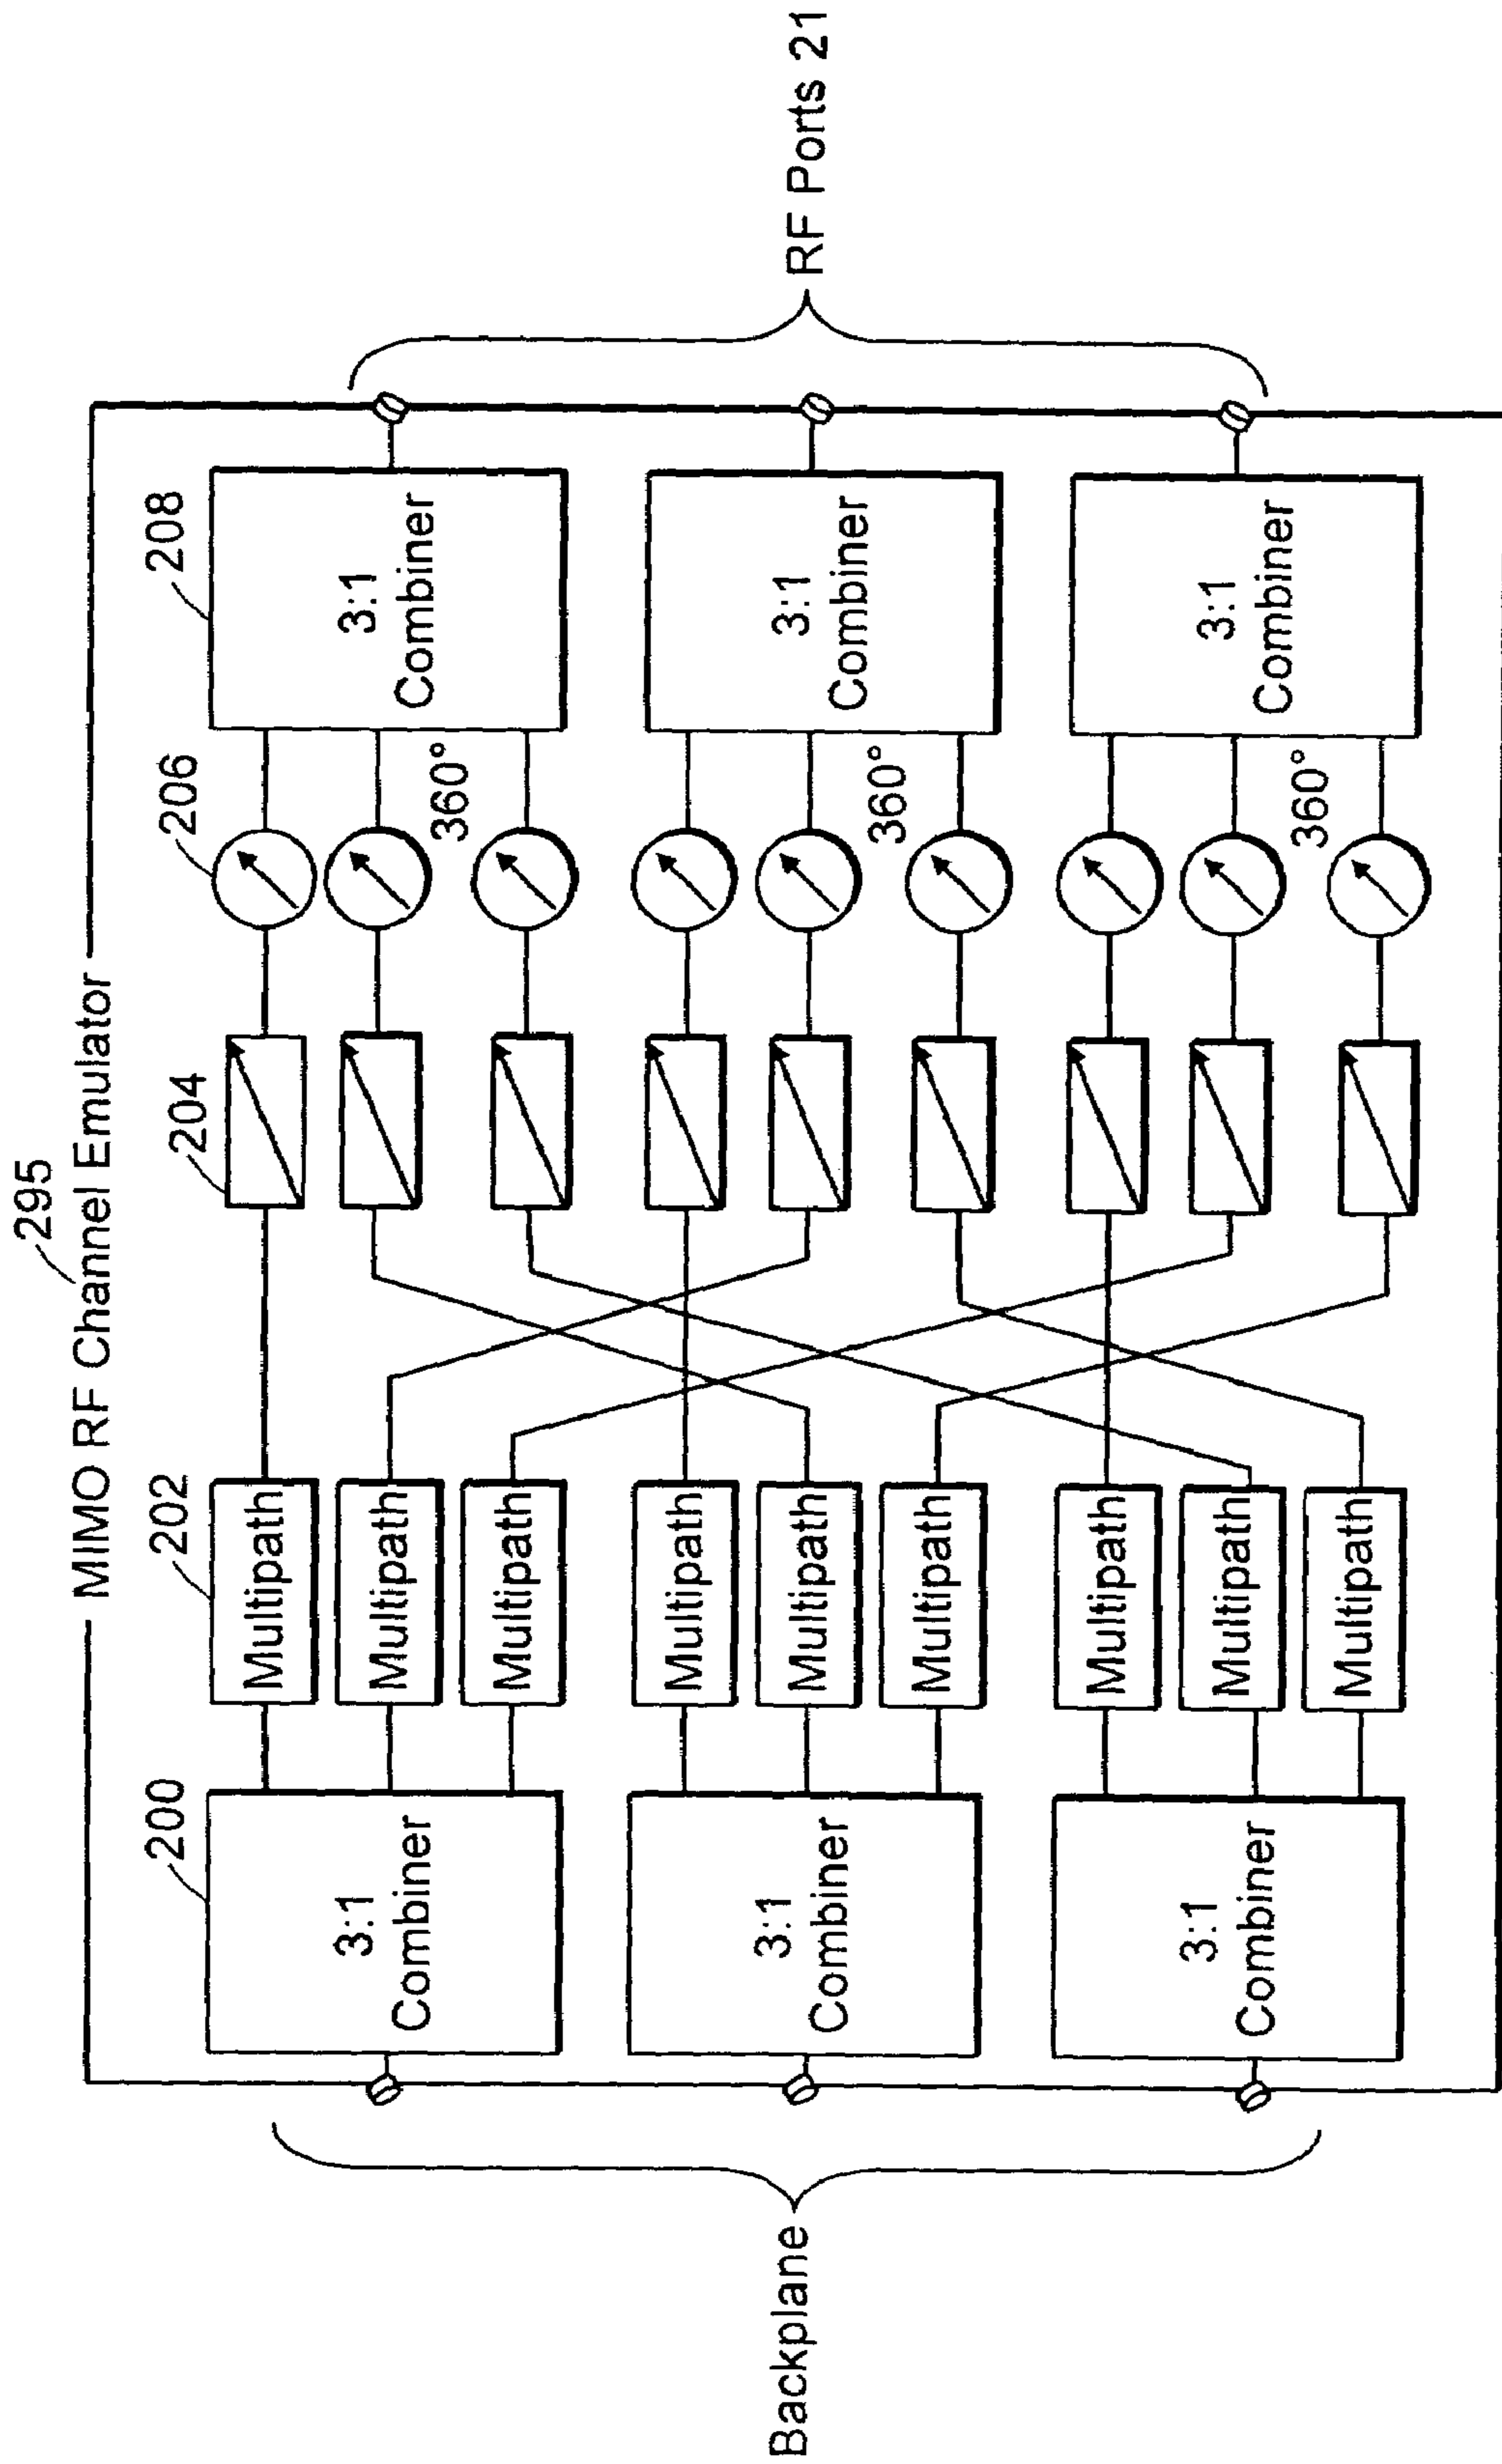 295
MIMO RF Channel Emulator
200
202
204
206
208
3:1
Combiner
Multipath
Multipath
Multipath
360°
3:1
Combiner
3:1
Combiner
Multipath
Multipath
Multipath
360°
3:1
Combiner
3:1
Combiner
Multipath
Multipath
Multipath
360°
3:1
Combiner
Backplane
RF Ports 21